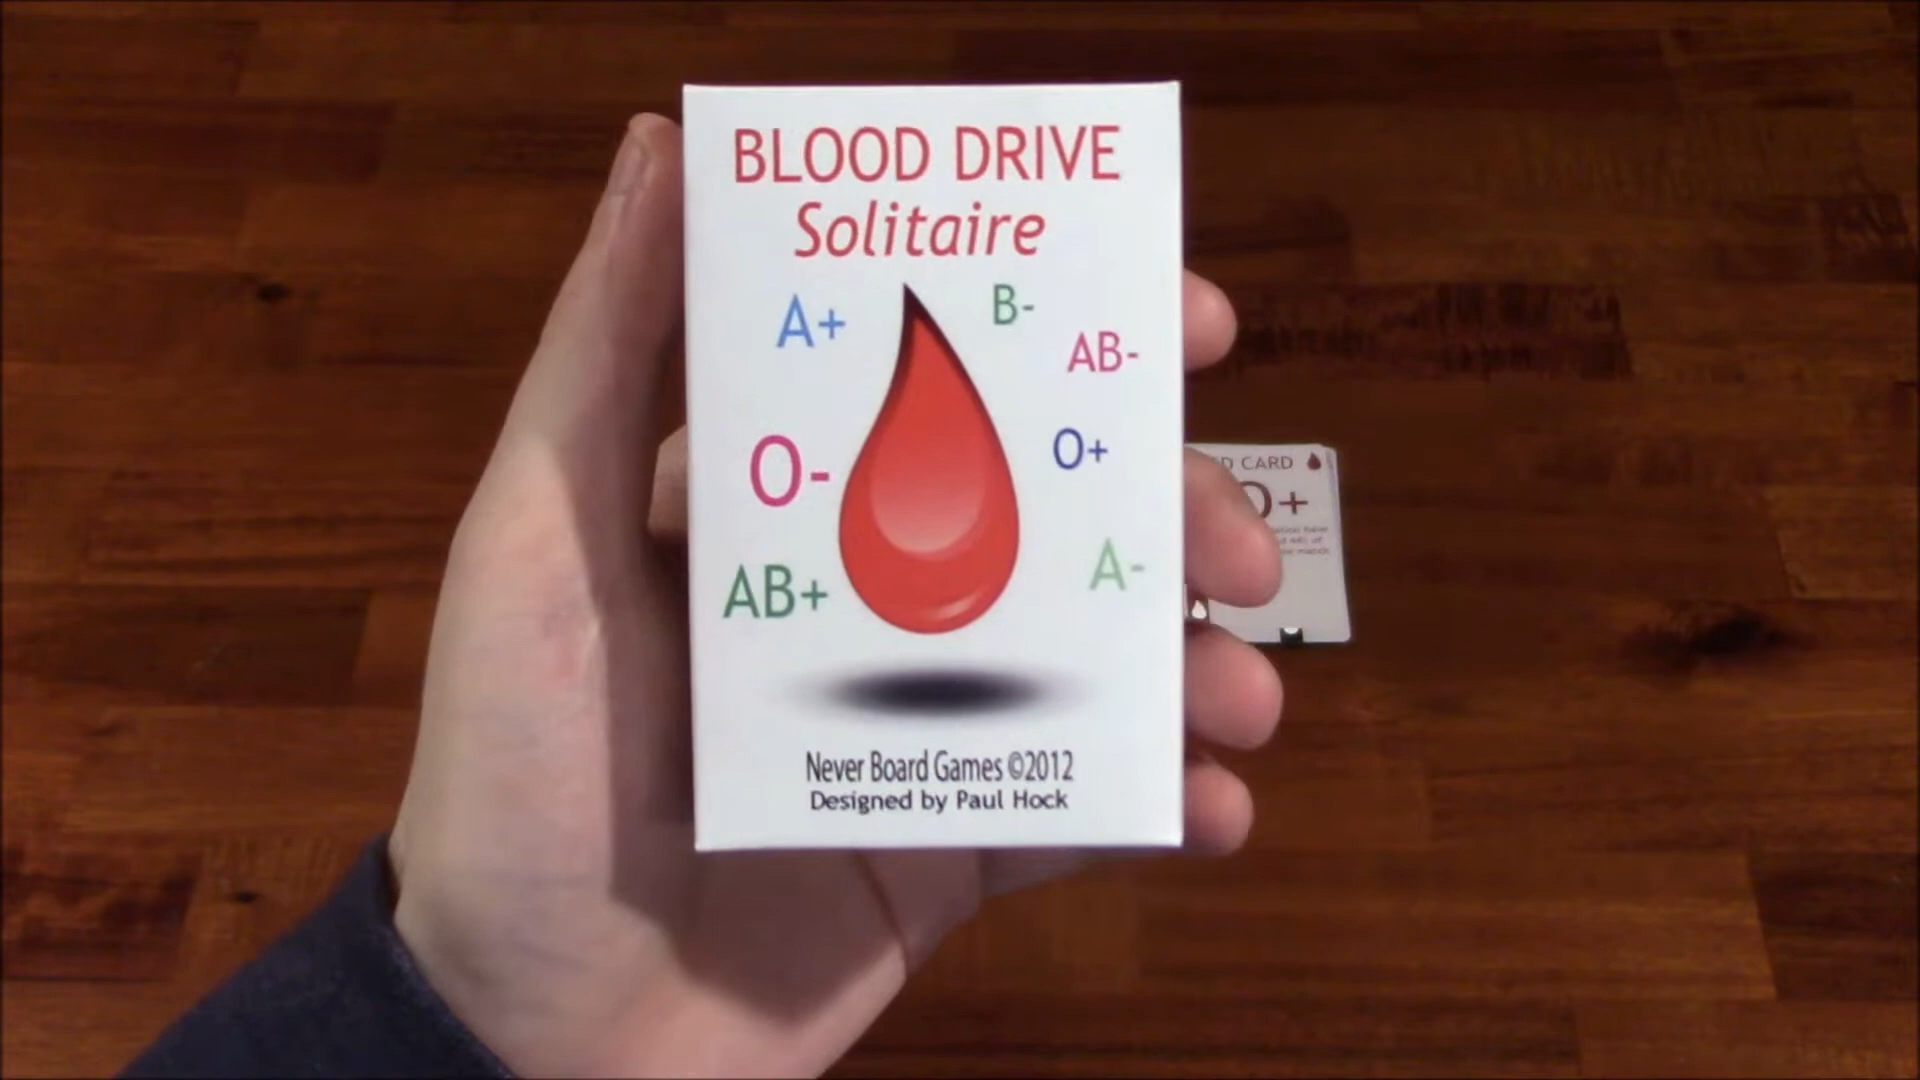 BLOOD DRIVE
Solitaire
A+
B-
AB-
O-
O+
AB+
A-
Never Board Games ©2012
Designed by Paul Hock
CARD
O+